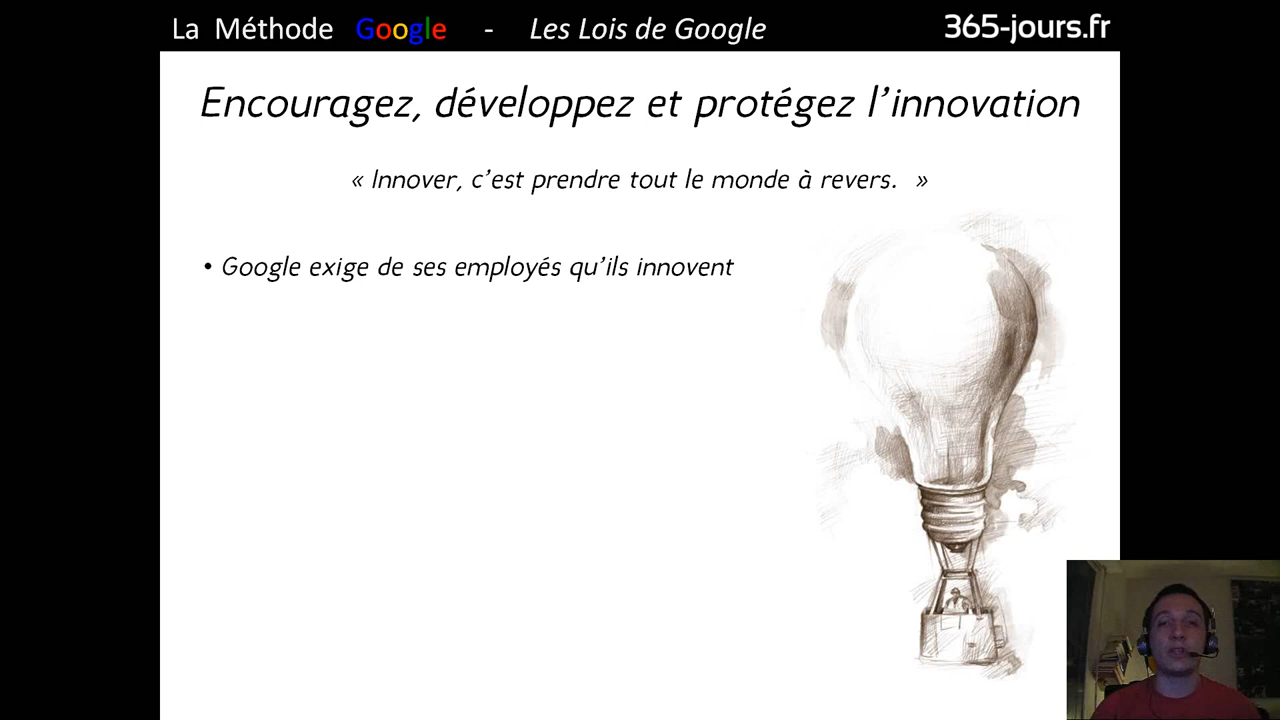 La Méthode Google - Les Lois de Google 365-jours.fr
Encouragez, développez et protégez l’innovation
« Innover, c’est prendre tout le monde à revers. »
• Google exige de ses employés qu’ils innovent